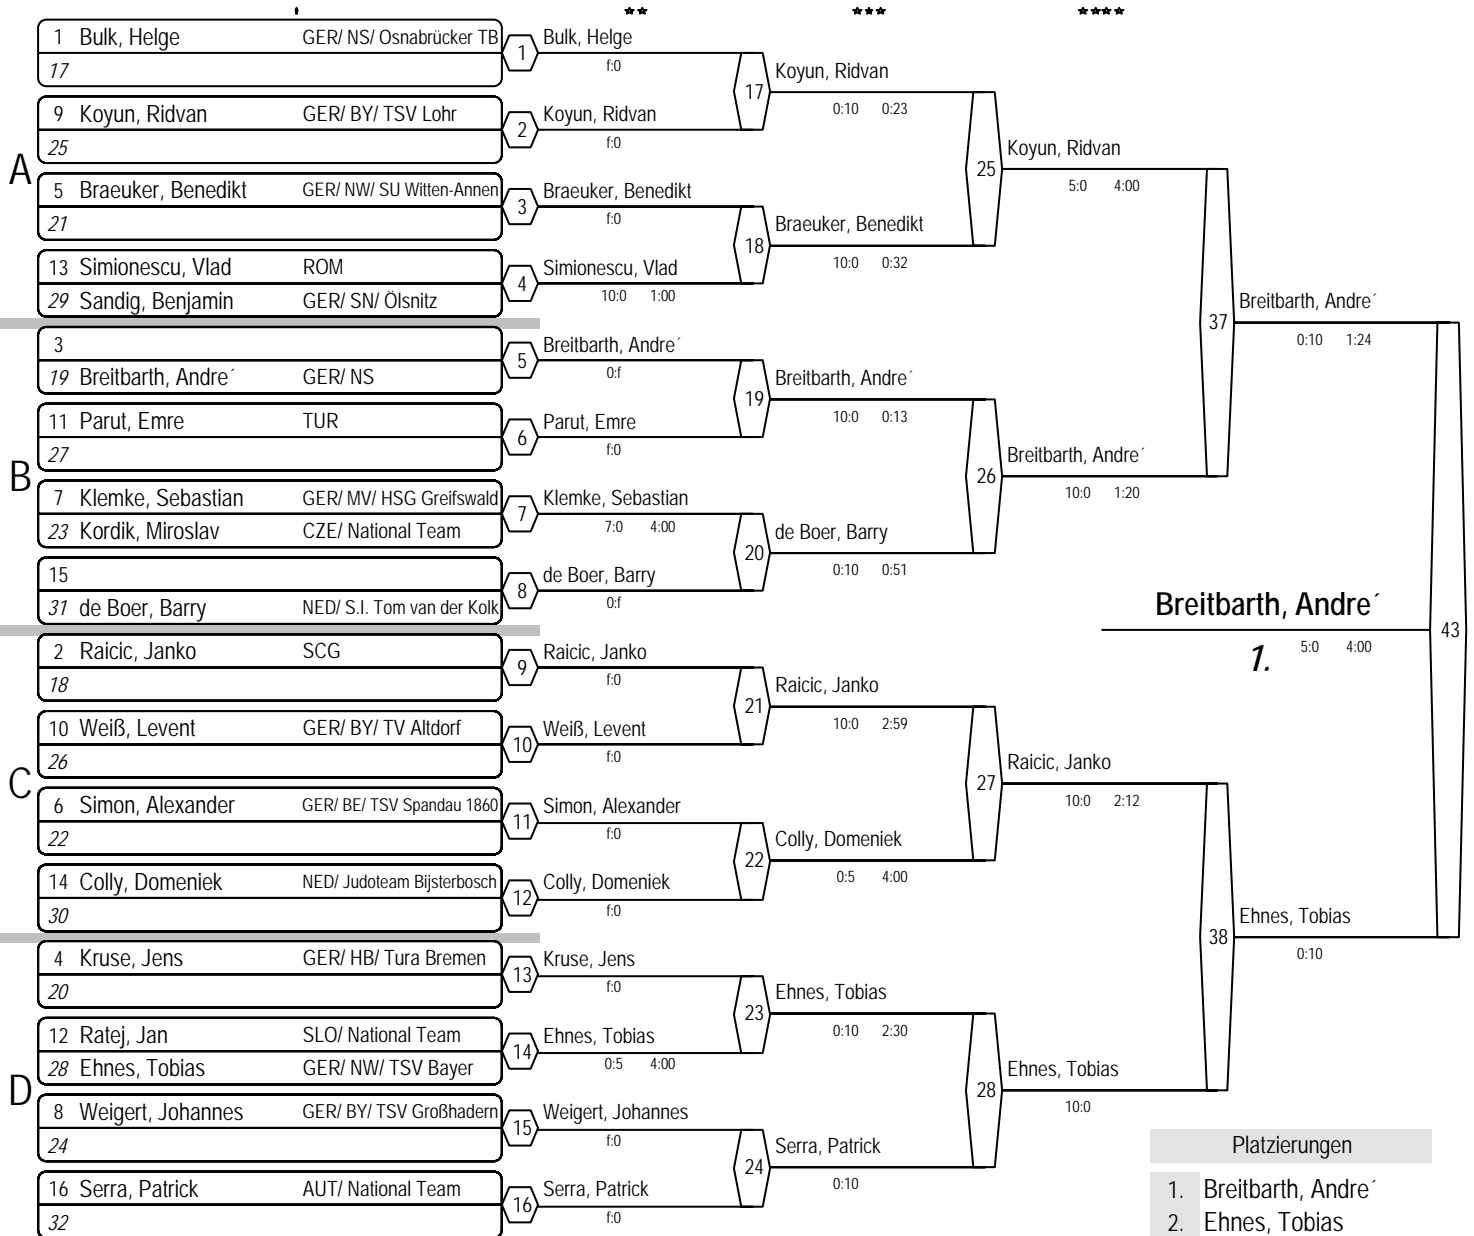 1 Bulk, Helge GER/ NS/ Osnabrücker TB
17
9 Koyun, Ridvan GER/ BY/ TSV Lohr
25
A
5 Braeuker, Benedikt GER/ NW/ SU Witten-Annen
21
13 Simionescu, Vlad ROM
29 Sandig, Benjamin GER/ SN/ Ölsnitz
3
19 Breitbarth, Andre´ GER/ NS
11 Parut, Emre TUR
27
B
7 Klemke, Sebastian GER/ MV/ HSG Greifswald
23 Kordik, Miroslav CZE/ National Team
15
31 de Boer, Barry NED/ S.I. Tom van der Kolk
2 Raicic, Janko SCG
18
10 Weiß, Levent GER/ BY/ TV Altdorf
26
C
6 Simon, Alexander GER/ BE/ TSV Spandau 1860
22
14 Colly, Domeniek NED/ Judoteam Bijsterbosch
30
4 Kruse, Jens GER/ HB/ Tura Bremen
20
12 Ratej, Jan SLO/ National Team
28 Ehnes, Tobias GER/ NW/ TSV Bayer
D
8 Weigert, Johannes GER/ BY/ TSV Großhadern
24
16 Serra, Patrick AUT/ National Team
32
1 Bulk, Helge
f:0
2 Koyun, Ridvan
f:0
3 Braeuker, Benedikt
f:0
4 Simionescu, Vlad
10:0 1:00
5 Breitbarth, Andre´
0:f
6 Parut, Emre
f:0
7 Klemke, Sebastian
7:0 4:00
8 de Boer, Barry
0:f
9 Raicic, Janko
f:0
10 Weiß, Levent
f:0
11 Simon, Alexander
f:0
12 Colly, Domeniek
f:0
13 Kruse, Jens
f:0
14 Ehnes, Tobias
0:5 4:00
15 Weigert, Johannes
f:0
16 Serra, Patrick
f:0
17 Koyun, Ridvan
0:10 0:23
18 Braeuker, Benedikt
10:0 0:32
19 Breitbarth, Andre´
10:0 0:13
20 de Boer, Barry
0:10 0:51
21 Raicic, Janko
10:0 2:59
22 Colly, Domeniek
0:5 4:00
23 Ehnes, Tobias
0:10 2:30
24 Serra, Patrick
0:10
25 Koyun, Ridvan
5:0 4:00
26 Breitbarth, Andre´
10:0 1:20
27 Raicic, Janko
10:0 2:12
28 Ehnes, Tobias
10:0
37 Breitbarth, Andre´
0:10 1:24
38 Ehnes, Tobias
0:10
Breitbarth, Andre´ 43
1. 5:0 4:00
Platzierungen
1. Breitbarth, Andre´
2. Ehnes, Tobias